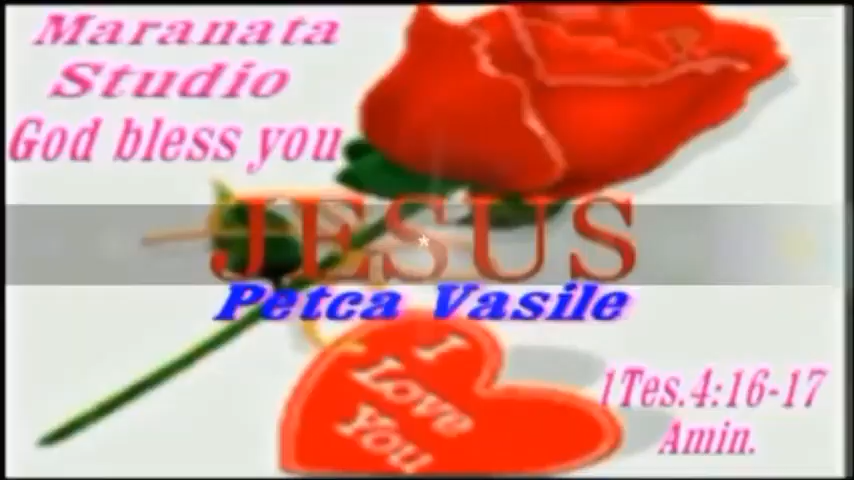 Maranata
Studio
God bless you
JESUS
Petca Vasile
I
Love
You
1Tes.4:16-17
Amin.